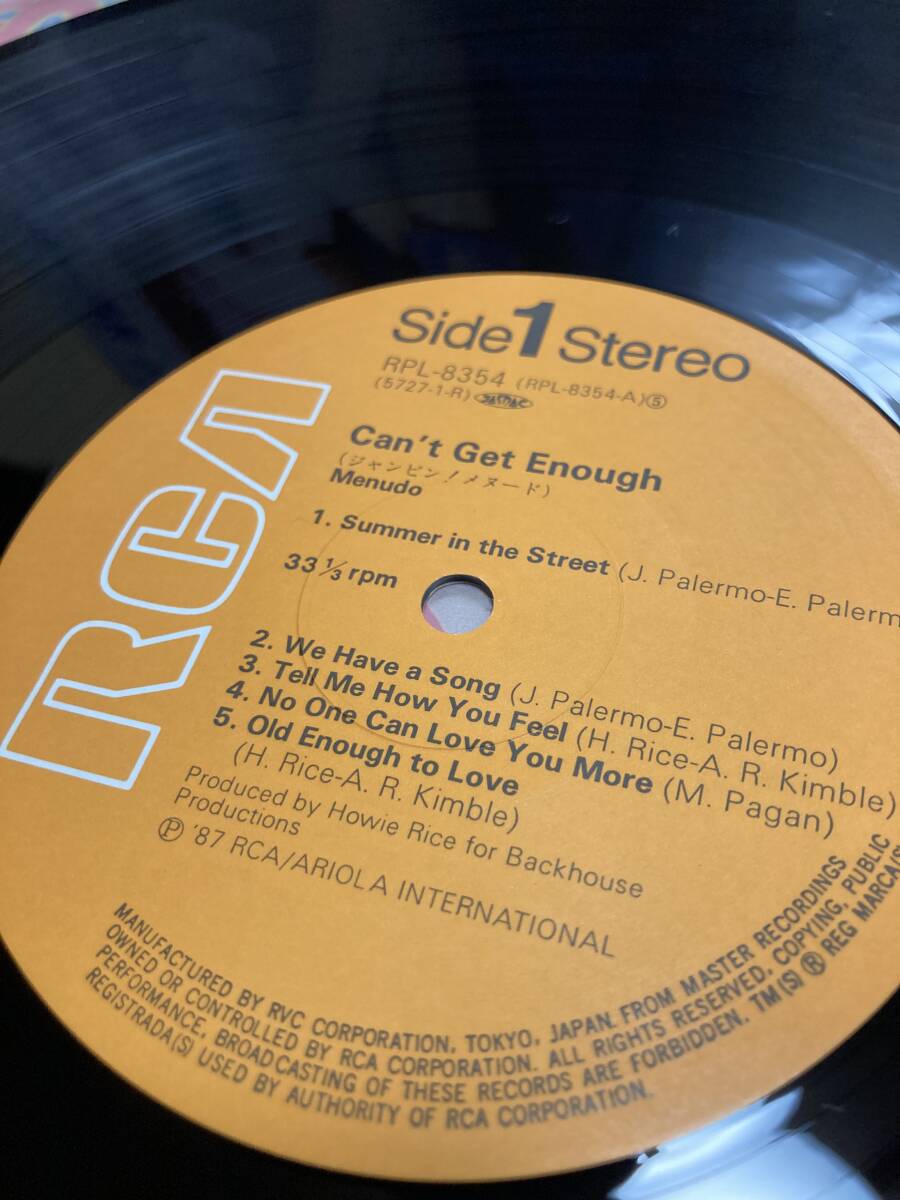 Side 1 Stereo
RPL-8354 (RPL-8354-A)⑤
(5727-1-R) JASRAC
Can't Get Enough
(ジャンピン!メヌード)
Menudo
1. Summer in the Street (J. Palermo-E. Palerm
33 1/3 rpm
2. We Have a Song (J. Palermo-E. Palermo)
3. Tell Me How You Feel (H. Rice-A. R. Kimble)
4. No One Can Love You More (M. Pagan)
5. Old Enough to Love
(H. Rice-A. R. Kimble)
Produced by Howie Rice for Backhouse
Productions
Ⓟ '87 RCA/ARIOLA INTERNATIONAL
RCA
MANUFACTURED BY RVC CORPORATION, TOKYO, JAPAN. FROM MASTER RECORDINGS
OWNED OR CONTROLLED BY RCA CORPORATION. ALL RIGHTS RESERVED. COPYING, PUBLIC
PERFORMANCE, BROADCASTING OF THESE RECORDS ARE FORBIDDEN. TM(S) ® REG MARCA(S
REGISTRADA(S) USED BY AUTHORITY OF RCA CORPORATION.